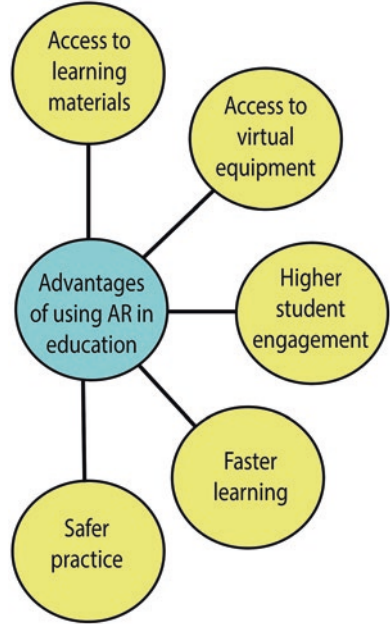 Access to
learning
materials
Access to
virtual
equipment
Advantages
of using AR in
education
Higher
student
engagement
Faster
learning
Safer
practice